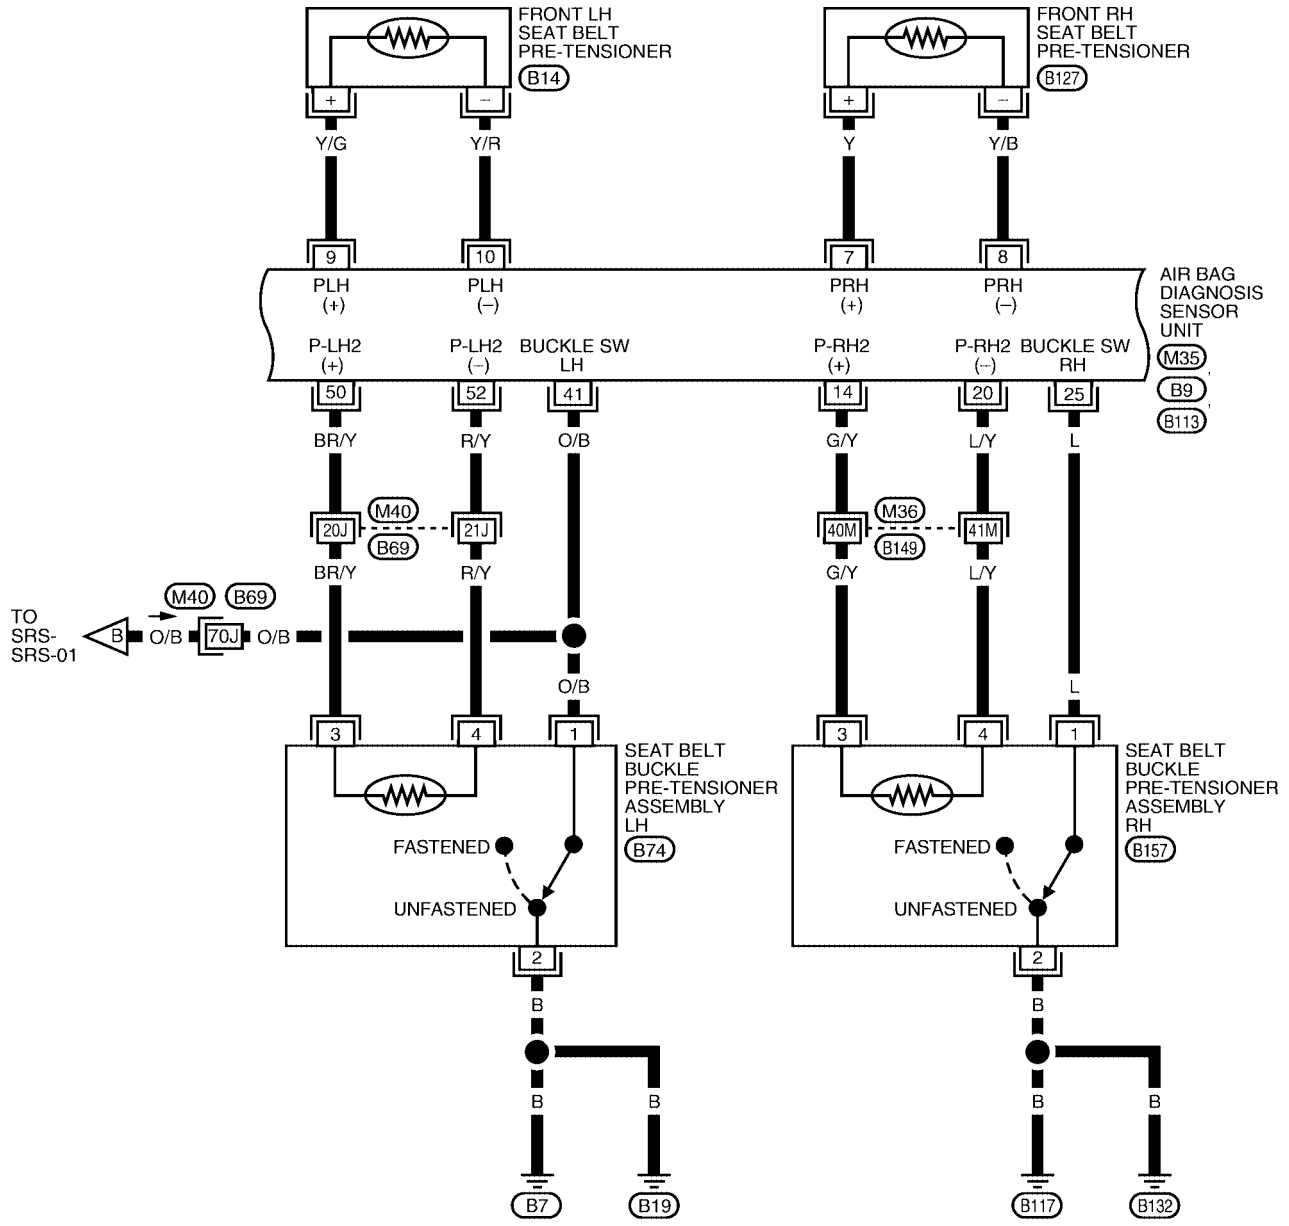 FRONT LH
SEAT BELT
PRE-TENSIONER
B14
FRONT RH
SEAT BELT
PRE-TENSIONER
B127
+ − + −
Y/G Y/R Y Y/B
9 10 7 8
PLH (+)
PLH (−)
PRH (+)
PRH (−)
AIR BAG
DIAGNOSIS
SENSOR
UNIT
M35,
B9,
B113
P-LH2 (+)
P-LH2 (−)
BUCKLE SW LH
P-RH2 (+)
P-RH2 (−)
BUCKLE SW RH
50 52 41 14 20 25
BR/Y R/Y O/B G/Y L/Y L
M40 M36
20J 21J 40M 41M
B69 B149
BR/Y R/Y G/Y L/Y
M40 B69
TO
SRS-
SRS-01
B O/B 70J O/B
O/B L
3 4 1 3 4 1
SEAT BELT
BUCKLE
PRE-TENSIONER
ASSEMBLY
LH
B74
SEAT BELT
BUCKLE
PRE-TENSIONER
ASSEMBLY
RH
B157
FASTENED FASTENED
UNFASTENED UNFASTENED
2 2
B B
B B B B
B7 B19 B117 B132